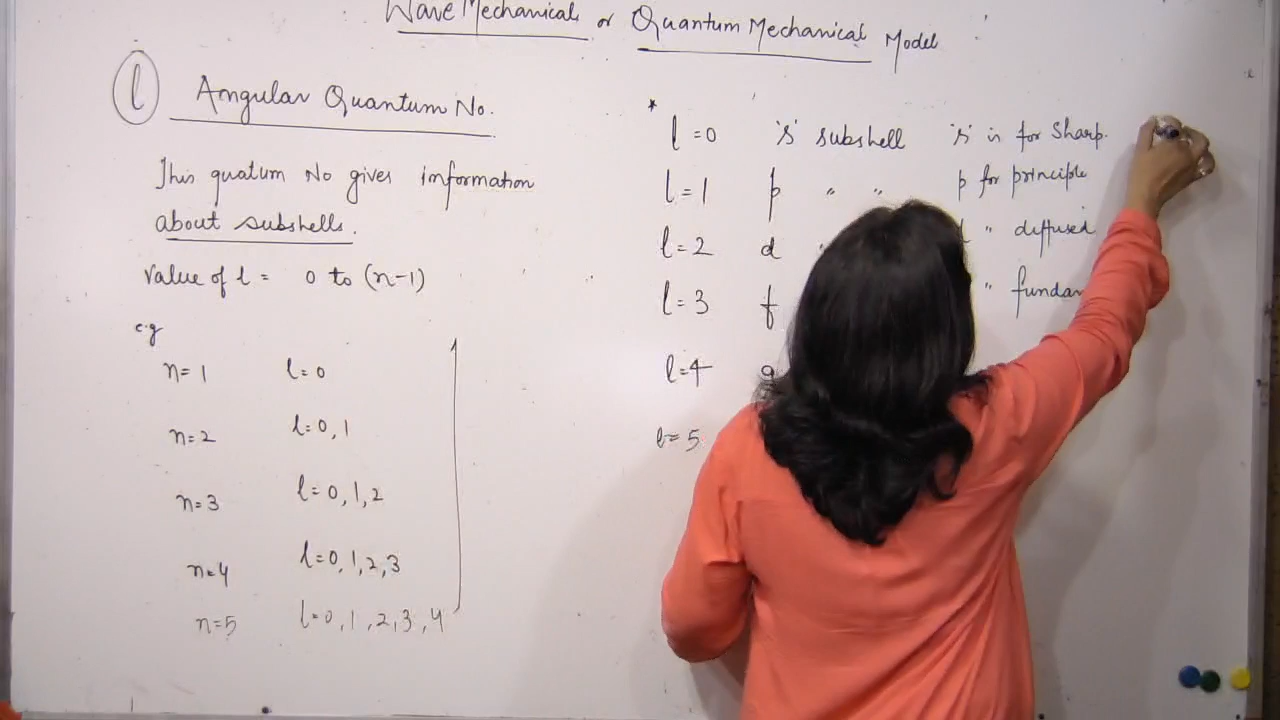 Wave Mechanical or Quantum Mechanical Model
l Angular Quantum No.
This quatum No gives information
about subshells.
Value of l = 0 to (n-1)
e.g
n=1 l=0
n=2 l=0,1
n=3 l=0,1,2
n=4 l=0,1,2,3
n=5 l=0,1,2,3,4
*
l=0 's' subshell 's' is for Sharp.
l=1 p " " p for principle
l=2 d " " diffused
l=3 f " fundam
l=4 g
l=5